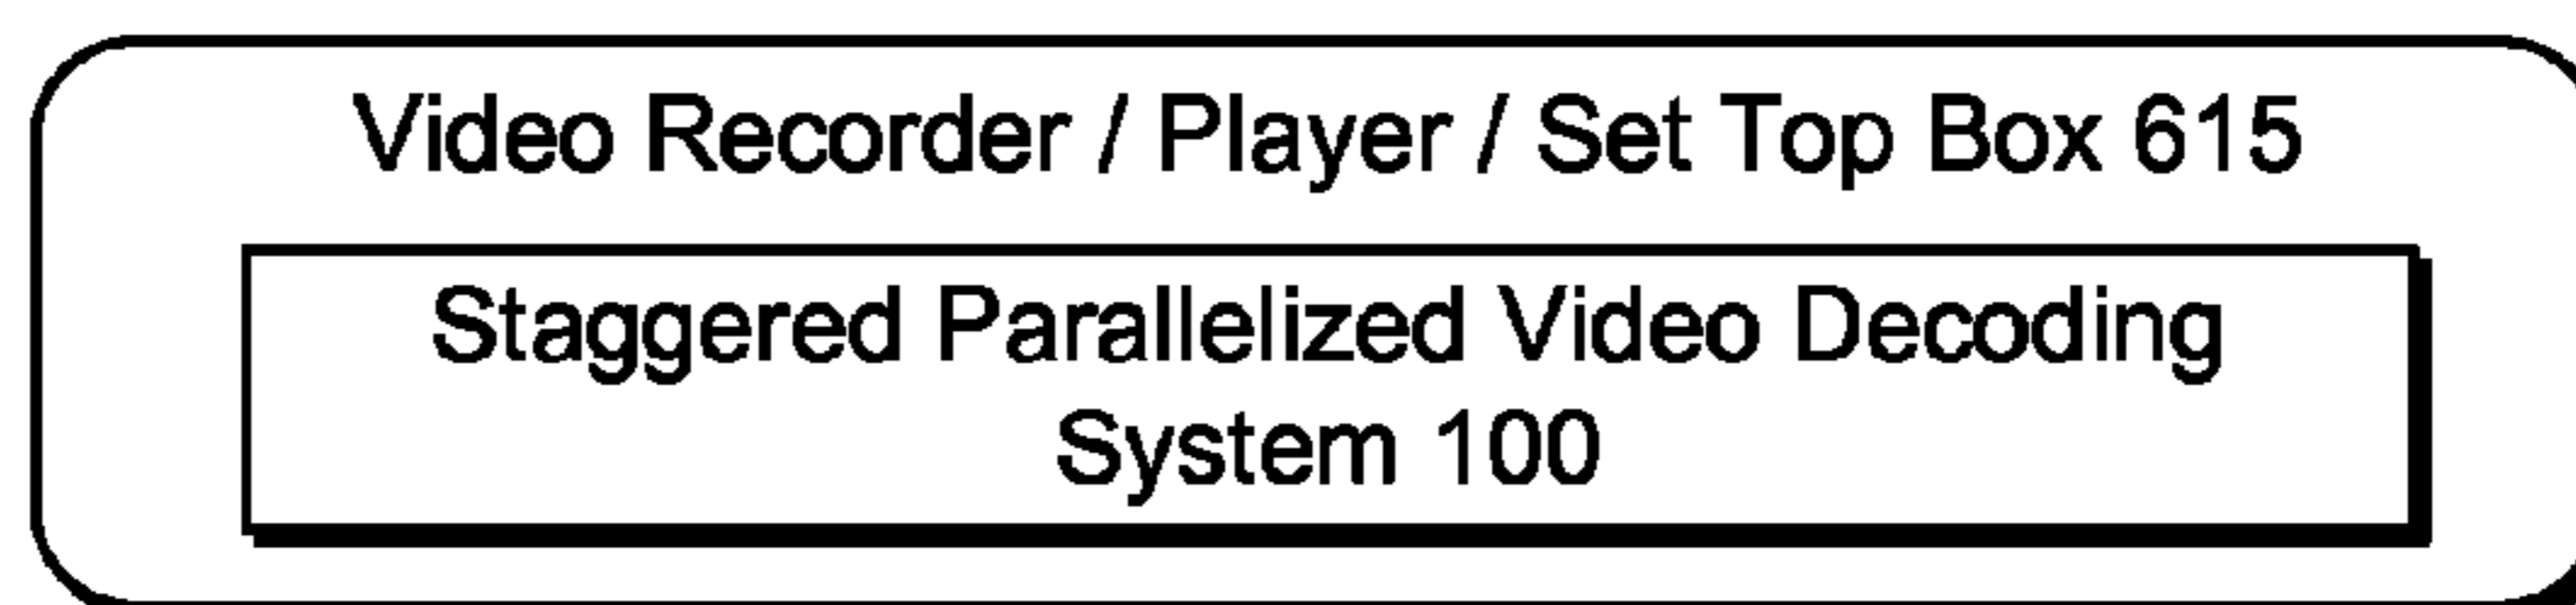 Video Recorder / Player / Set Top Box 615
Staggered Parallelized Video Decoding
System 100